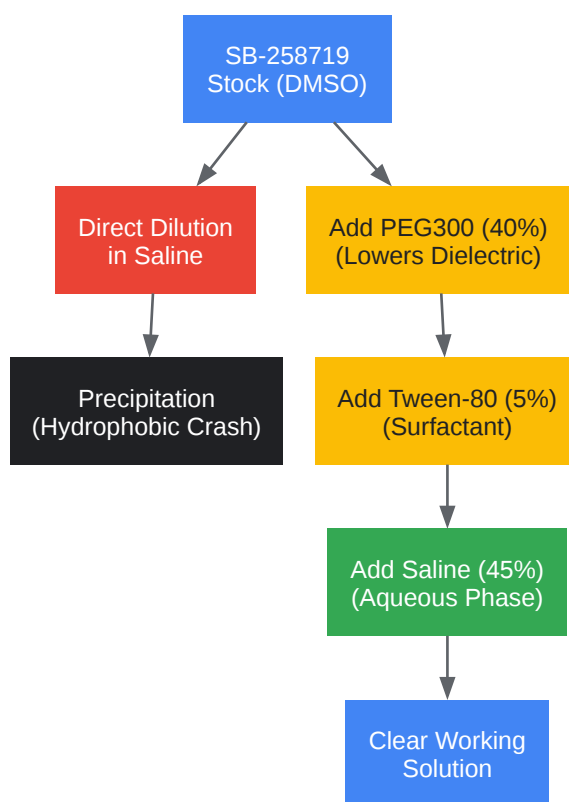 SB-258719
Stock (DMSO)
Direct Dilution
in Saline
Add PEG300 (40%)
(Lowers Dielectric)
Precipitation
(Hydrophobic Crash)
Add Tween-80 (5%)
(Surfactant)
Add Saline (45%)
(Aqueous Phase)
Clear Working
Solution